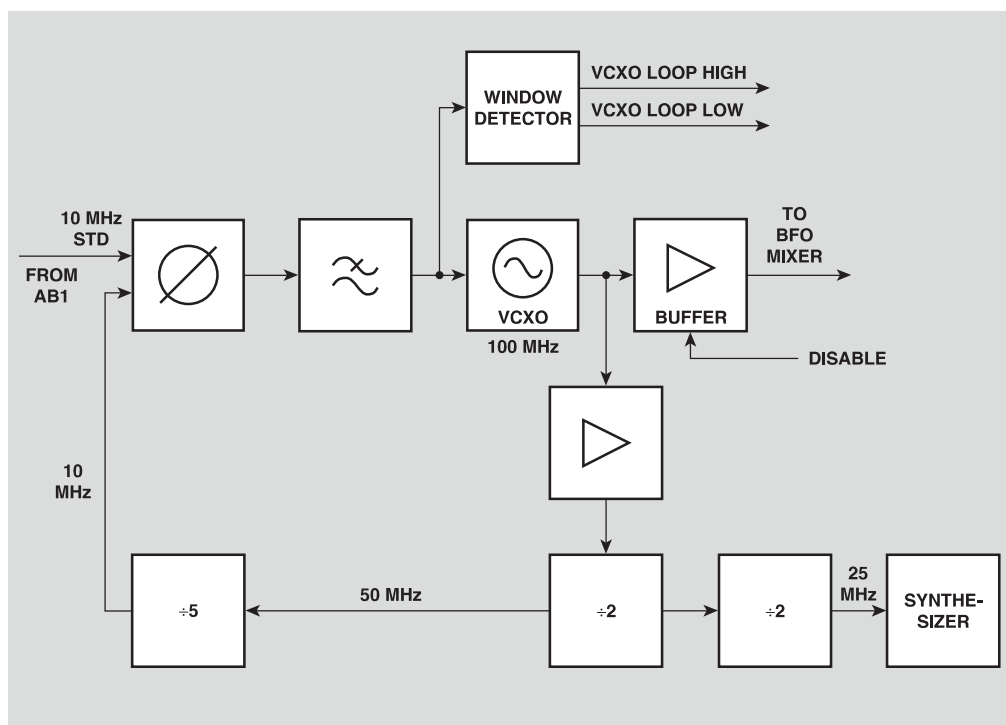 WINDOW
DETECTOR
VCXO LOOP HIGH
VCXO LOOP LOW
10 MHz
STD
FROM
AB1
VCXO
100 MHz
BUFFER
TO
BFO
MIXER
DISABLE
10
MHz
÷5
50 MHz
÷2
÷2
25
MHz
SYNTHE-
SIZER